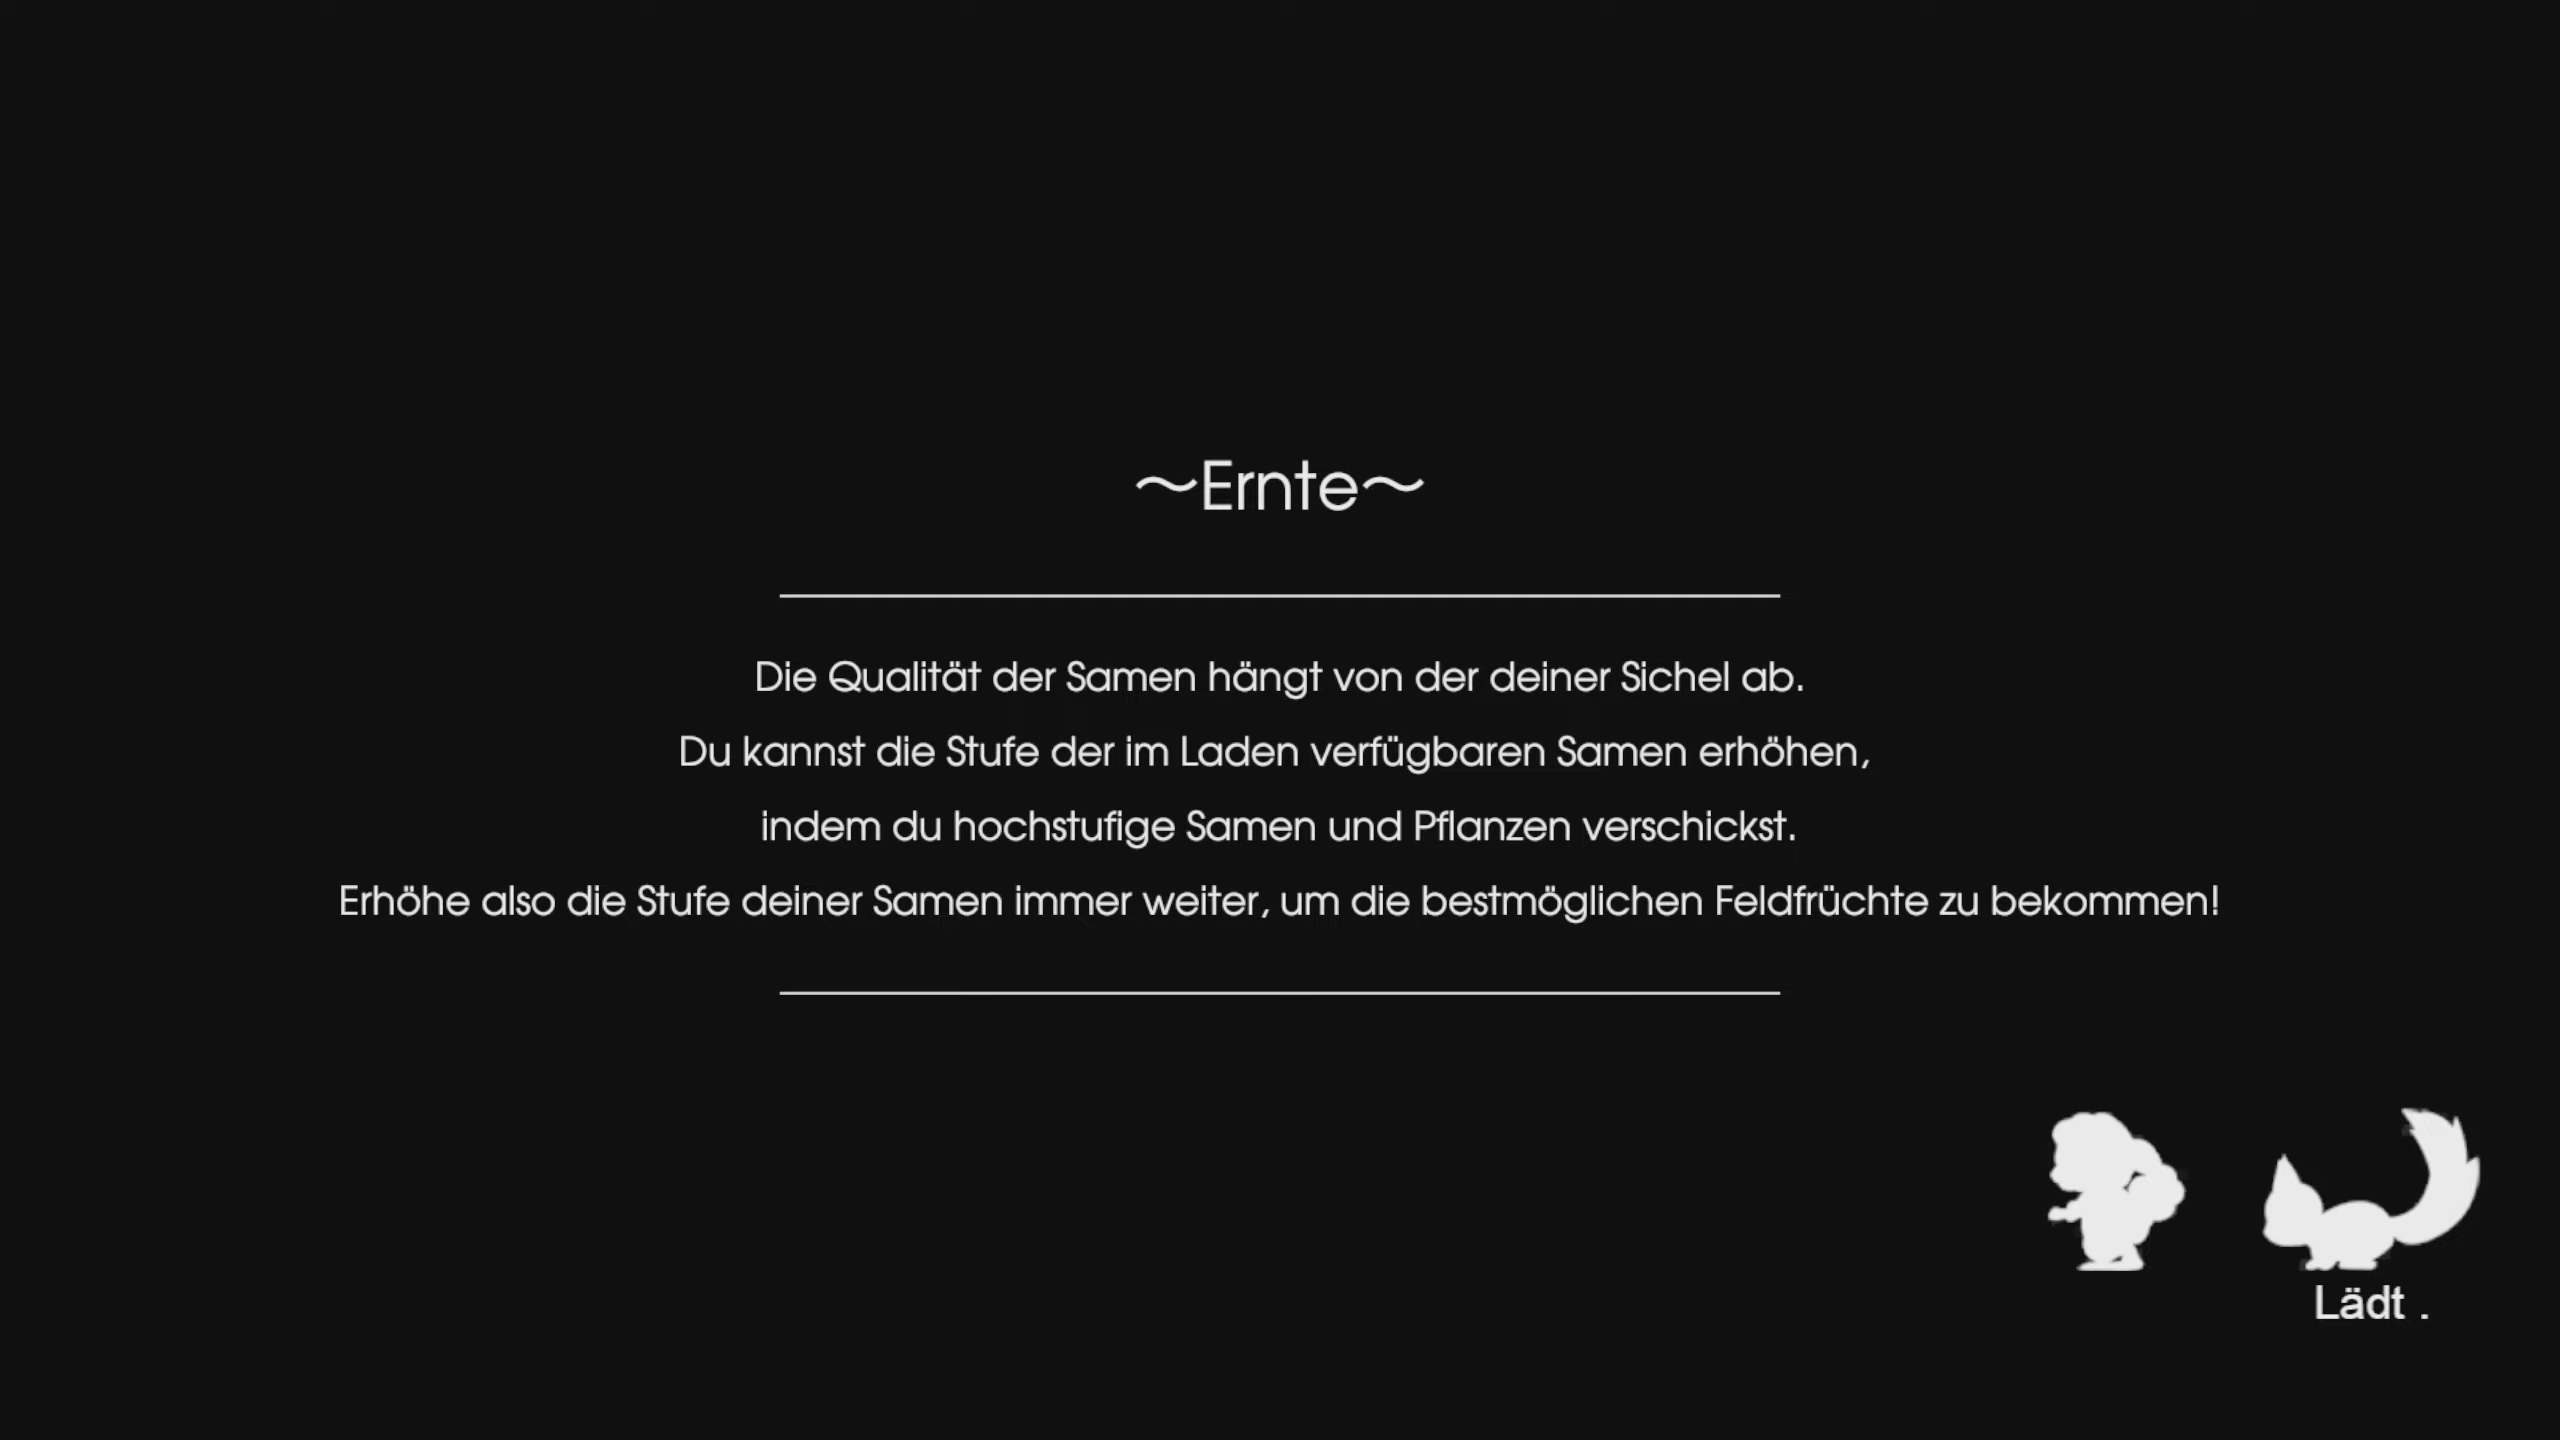 ～Ernte～
Die Qualität der Samen hängt von der deiner Sichel ab.
Du kannst die Stufe der im Laden verfügbaren Samen erhöhen,
indem du hochstufige Samen und Pflanzen verschickst.
Erhöhe also die Stufe deiner Samen immer weiter, um die bestmöglichen Feldfrüchte zu bekommen!
Lädt .